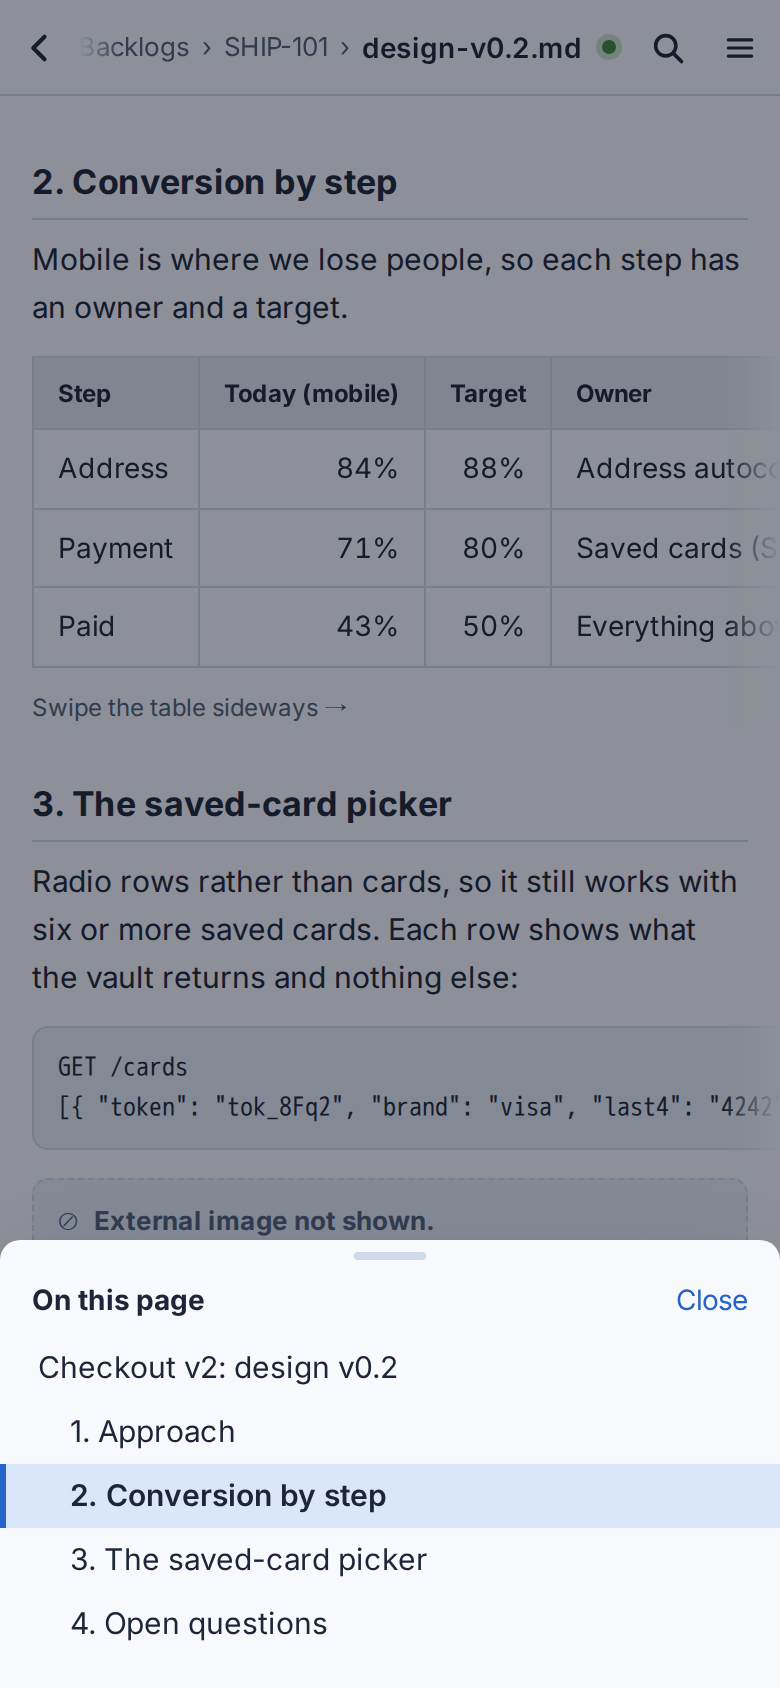 Backlogs › SHIP-101 › design-v0.2.md
2. Conversion by step
Mobile is where we lose people, so each step has
an owner and a target.
Step Today (mobile) Target Owner
Address 84% 88% Address
Payment 71% 80% Saved cards
Paid 43% 50% Everything
Swipe the table sideways →
3. The saved-card picker
Radio rows rather than cards, so it still works with
six or more saved cards. Each row shows what
the vault returns and nothing else:
GET /cards
[{ "token": "tok_8Fq2", "brand": "visa", "last4": "4242
External image not shown.
On this page
Close
Checkout v2: design v0.2
1. Approach
2. Conversion by step
3. The saved-card picker
4. Open questions